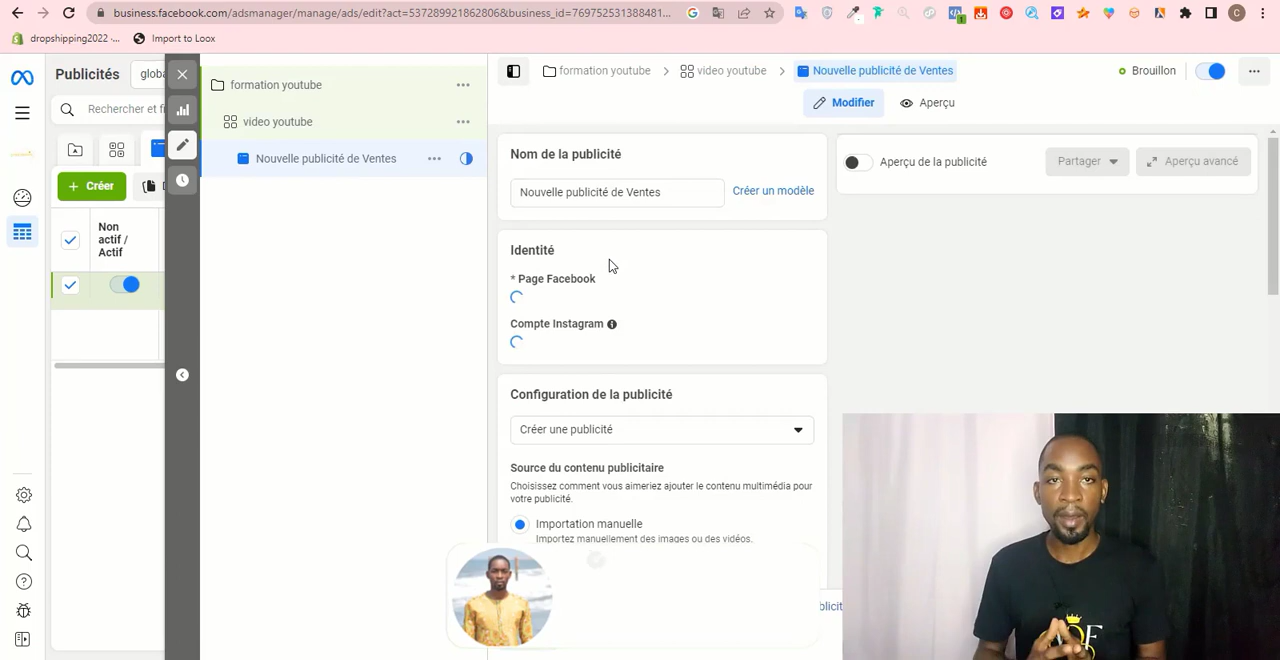 business.facebook.com/adsmanager/manage/ads/edit?act=537289921862806&business_id=769752531388481...
dropshipping2022 -...
Import to Loox
C
Publicités
globa
Rechercher et fi
+ Créer
D
Non
actif /
Actif
formation youtube
video youtube
Nouvelle publicité de Ventes
formation youtube
video youtube
Nouvelle publicité de Ventes
Brouillon
Modifier
Aperçu
Nom de la publicité
Nouvelle publicité de Ventes
Créer un modèle
Identité
* Page Facebook
Compte Instagram
Configuration de la publicité
Créer une publicité
Source du contenu publicitaire
Choisissez comment vous aimeriez ajouter le contenu multimédia pour
votre publicité.
Importation manuelle
Importez manuellement des images ou des vidéos.
Aperçu de la publicité
Partager
Aperçu avancé
blicit